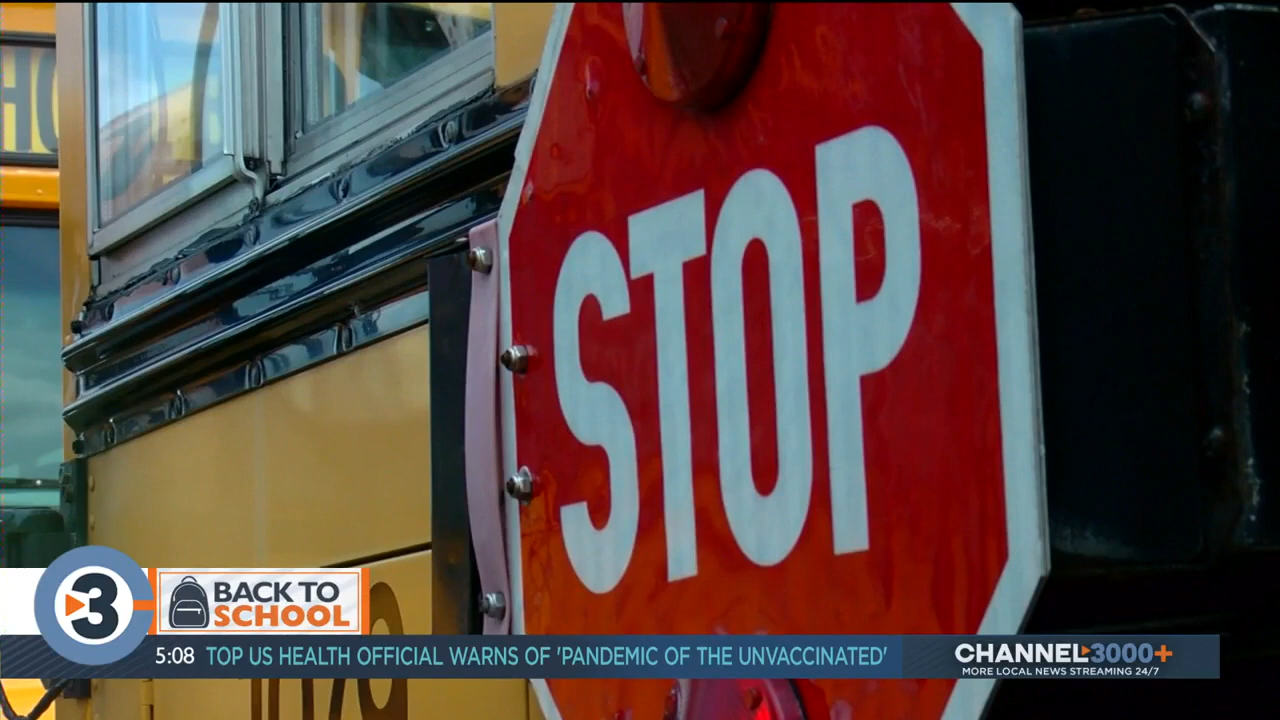 HO
STOP
3
BACK TO
SCHOOL
5:08 TOP US HEALTH OFFICIAL WARNS OF 'PANDEMIC OF THE UNVACCINATED'
CHANNEL3000+
MORE LOCAL NEWS STREAMING 24/7